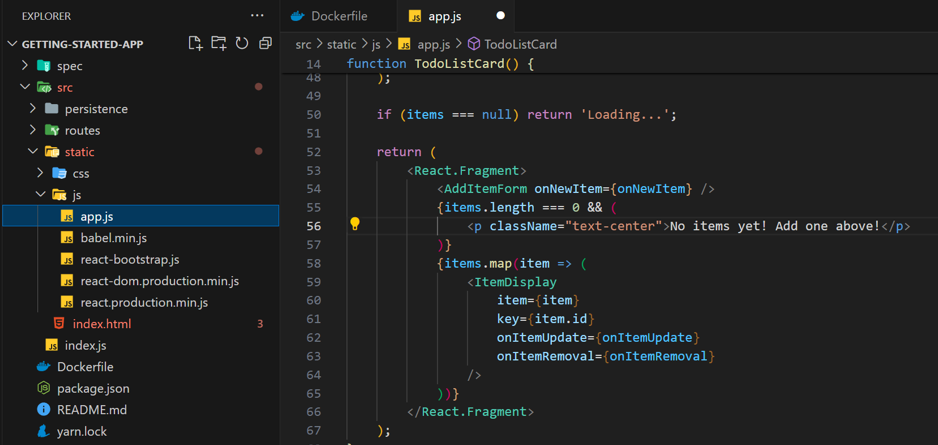 EXPLORER
GETTING-STARTED-APP
spec
src
persistence
routes
static
css
js
app.js
babel.min.js
react-bootstrap.js
react-dom.production.min.js
react.production.min.js
index.html 3
index.js
Dockerfile
package.json
README.md
yarn.lock
Dockerfile app.js
src > static > js > JS app.js > TodoListCard
14 function TodoListCard() {
48 );
49
50 if (items === null) return 'Loading...';
51
52 return (
53 <React.Fragment>
54 <AddItemForm onNewItem={onNewItem} />
55 {items.length === 0 && (
56 <p className="text-center">No items yet! Add one above!</p>
57 )}
58 {items.map(item => (
59 <ItemDisplay
60 item={item}
61 key={item.id}
62 onItemUpdate={onItemUpdate}
63 onItemRemoval={onItemRemoval}
64 />
65 ))}
66 </React.Fragment>
67 );